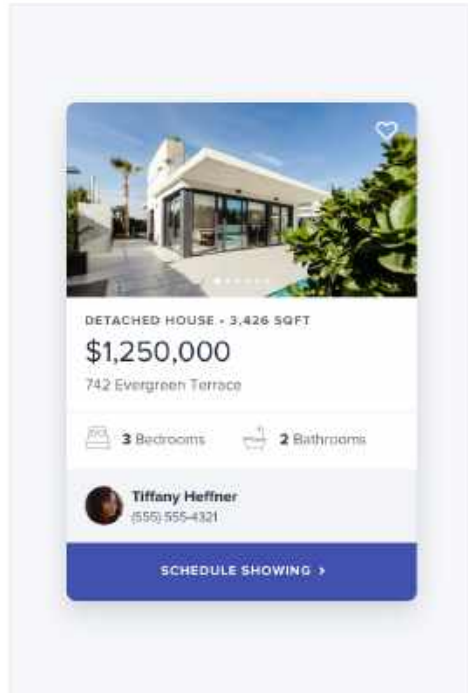 DETACHED HOUSE • 3,426 SQFT
$1,250,000
742 Evergreen Terrace
3 Bedrooms
2 Bathrooms
Tiffany Heffner
(555) 555-4321
SCHEDULE SHOWING ›